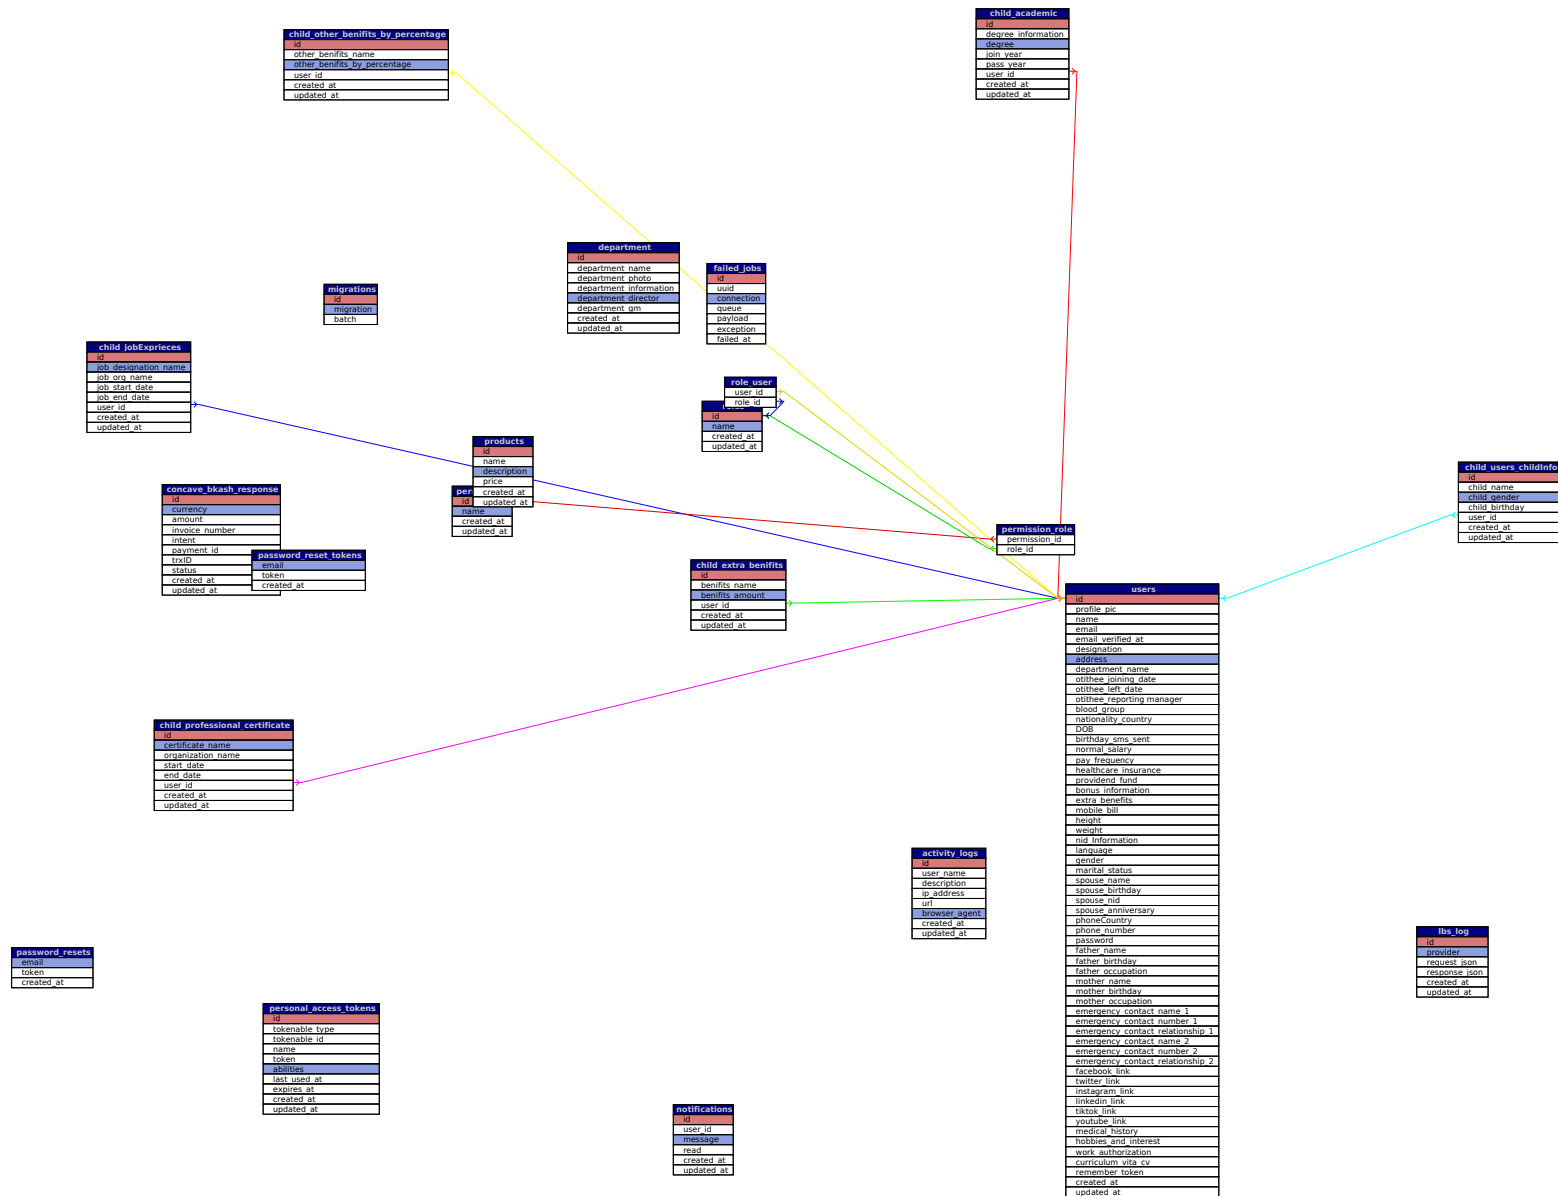 child_academic
id
degree_information
degree
join_year
pass_year
user_id
created_at
updated_at
child_other_benifits_by_percentage
id
other_benifits_name
other_benifits_by_percentage
user_id
created_at
updated_at
department
id
department_name
department_photo
department_information
department_director
department_gm
created_at
updated_at
failed_jobs
id
uuid
connection
queue
payload
exception
failed_at
migrations
id
migration
batch
child_jobExprieces
id
job_designation_name
job_org_name
job_start_date
job_end_date
user_id
created_at
updated_at
role_user
user_id
role_id
id
name
created_at
updated_at
products
id
name
description
price
created_at
updated_at
per
id
name
created_at
updated_at
child_users_childInfo
id
child_name
child_gender
child_birthday
user_id
created_at
updated_at
concave_bkash_response
id
currency
amount
invoice_number
intent
payment_id
trxID
status
created_at
updated_at
password_reset_tokens
email
token
created_at
permission_role
permission_id
role_id
child_extra_benifits
id
benifits_name
benifits_amount
user_id
created_at
updated_at
users
id
profile_pic
name
email
email_verified_at
designation
address
department_name
otithee_joining_date
otithee_left_date
otithee_reporting manager
blood_group
nationality_country
DOB
birthday_sms_sent
normal_salary
pay_frequency
healthcare_insurance
providend_fund
bonus_information
extra_benefits
mobile_bill
height
weight
nid_Information
language
gender
marital_status
spouse_name
spouse_birthday
spouse_nid
spouse_anniversary
phoneCountry
phone_number
password
father_name
father_birthday
father_occupation
mother_name
mother_birthday
mother_occupation
emergency_contact_name_1
emergency_contact_number_1
emergency_contact_relationship_1
emergency_contact_name_2
emergency_contact_number_2
emergency_contact_relationship_2
facebook_link
twitter_link
instagram_link
linkedin_link
tiktok_link
youtube_link
medical_history
hobbies_and_interest
work_authorization
curriculum_vita_cv
remember_token
created_at
updated_at
child_professional_certificate
id
certificate_name
organization_name
start_date
end_date
user_id
created_at
updated_at
activity_logs
id
user_name
description
ip_address
url
browser_agent
created_at
updated_at
lbs_log
id
provider
request_json
response_json
created_at
updated_at
password_resets
email
token
created_at
personal_access_tokens
id
tokenable_type
tokenable_id
name
token
abilities
last_used_at
expires_at
created_at
updated_at
notifications
id
user_id
message
read
created_at
updated_at